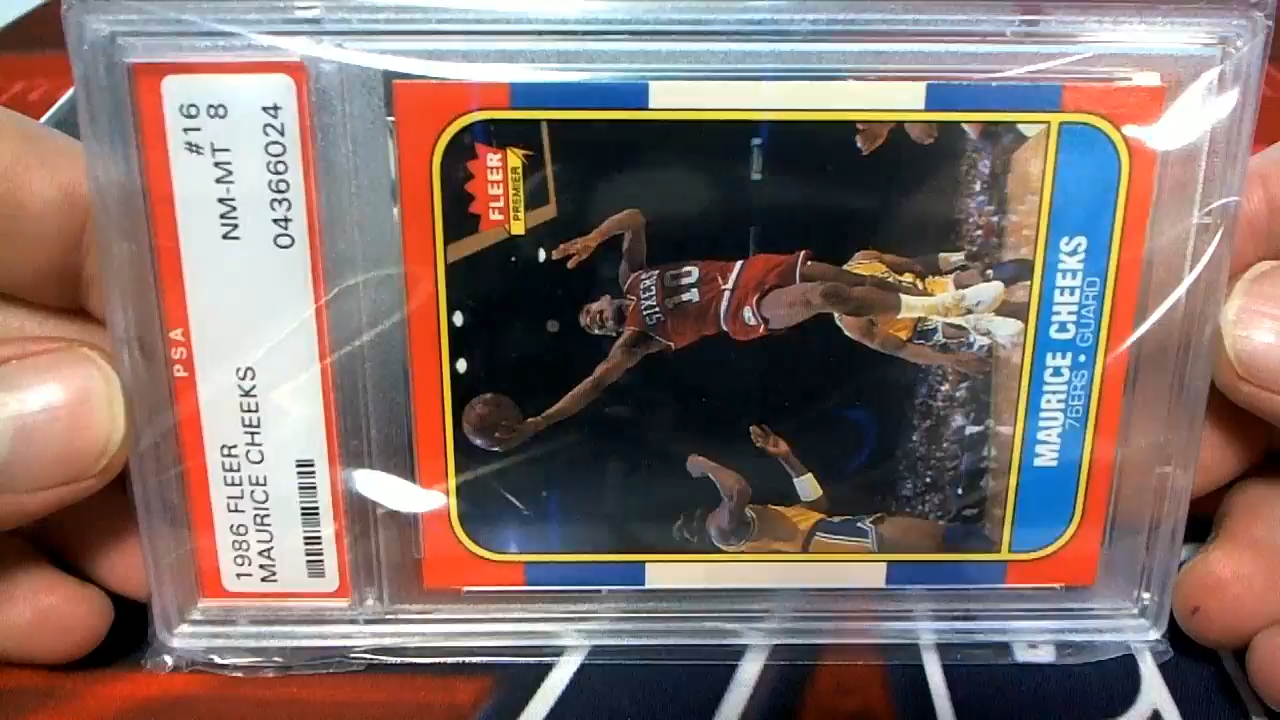 1986 FLEER
#16
MAURICE CHEEKS
NM-MT 8
04366024
PSA
FLEER
PREMIER
SIXERS
10
MAURICE CHEEKS
76ERS • GUARD